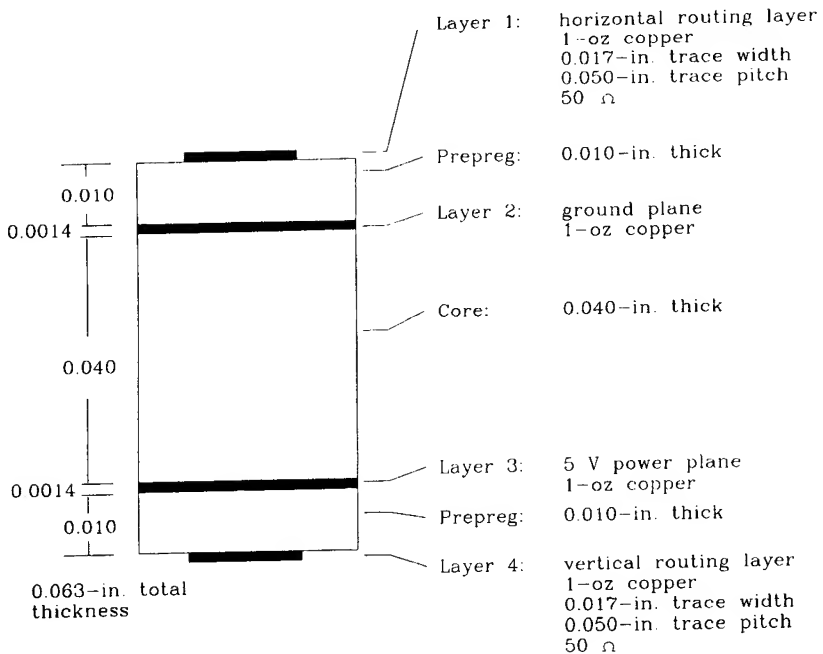 Layer 1: horizontal routing layer
1-oz copper
0.017-in. trace width
0.050-in. trace pitch
50 Ω
Prepreg: 0.010-in. thick
0.010
Layer 2: ground plane
1-oz copper
0.0014
Core: 0.040-in. thick
0.040
Layer 3: 5 V power plane
1-oz copper
0.0014
Prepreg: 0.010-in. thick
0.010
Layer 4: vertical routing layer
1-oz copper
0.017-in. trace width
0.050-in. trace pitch
50 Ω
0.063-in. total
thickness